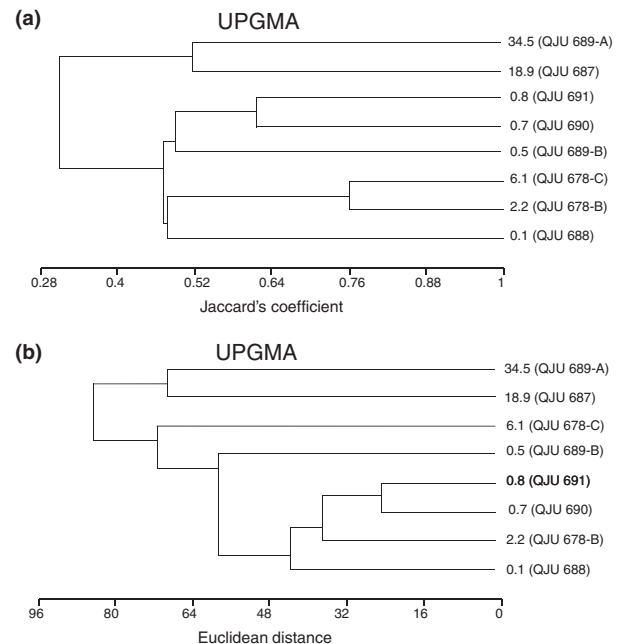 (a)
UPGMA
34.5 (QJU 689-A)
18.9 (QJU 687)
0.8 (QJU 691)
0.7 (QJU 690)
0.5 (QJU 689-B)
6.1 (QJU 678-C)
2.2 (QJU 678-B)
0.1 (QJU 688)
0.28 0.4 0.52 0.64 0.76 0.88 1
Jaccard's coefficient
(b)
UPGMA
34.5 (QJU 689-A)
18.9 (QJU 687)
6.1 (QJU 678-C)
0.5 (QJU 689-B)
0.8 (QJU 691)
0.7 (QJU 690)
2.2 (QJU 678-B)
0.1 (QJU 688)
96 80 64 48 32 16 0
Euclidean distance